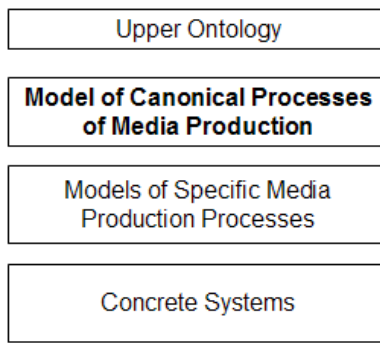 Upper Ontology
Model of Canonical Processes
of Media Production
Models of Specific Media
Production Processes
Concrete Systems